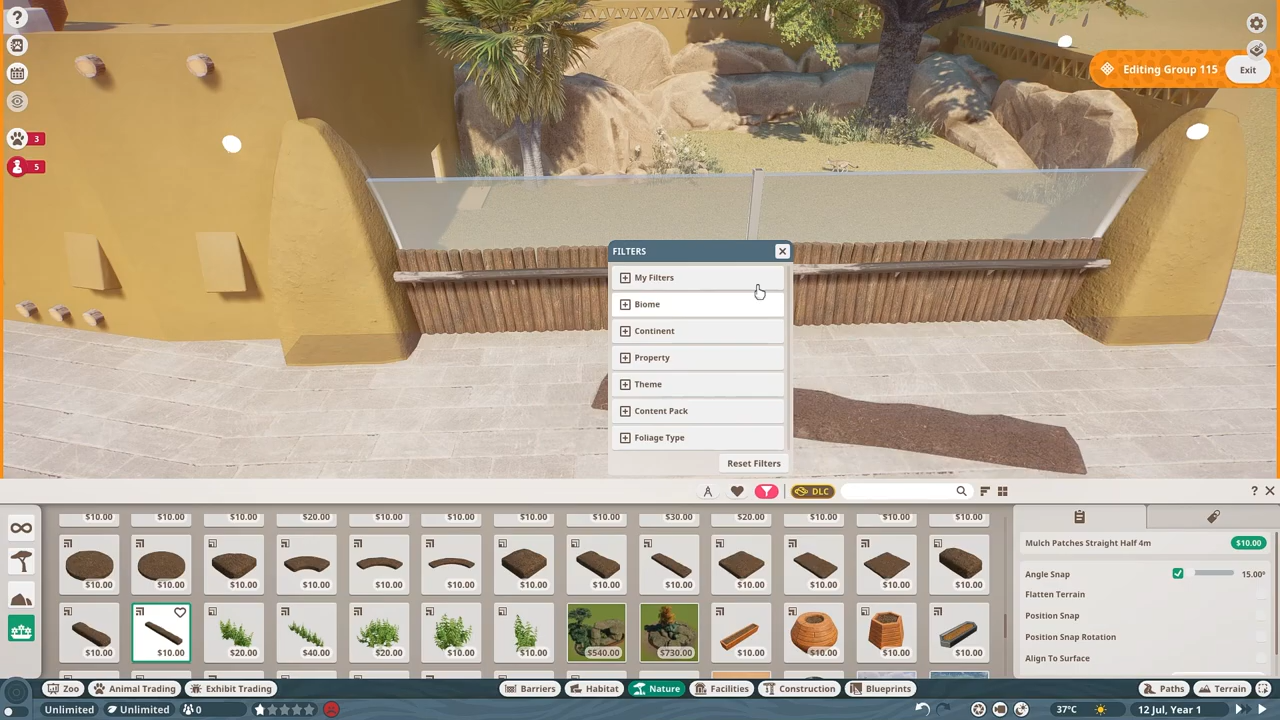 ?
Editing Group 115
Exit
3
5
FILTERS
My Filters
Biome
Continent
Property
Theme
Content Pack
Foliage Type
Reset Filters
DLC
? ×
$10.00 $10.00 $10.00 $20.00 $10.00 $10.00 $10.00 $10.00 $30.00 $20.00 $10.00 $10.00 $10.00
$10.00 $10.00 $10.00 $10.00 $10.00 $10.00 $10.00 $10.00 $10.00 $10.00 $10.00 $10.00 $10.00
$10.00 $10.00 $20.00 $40.00 $20.00 $10.00 $10.00 $540.00 $730.00 $10.00 $10.00 $10.00 $10.00
Mulch Patches Straight Half 4m $10.00
Angle Snap 15.00°
Flatten Terrain
Position Snap
Position Snap Rotation
Align To Surface
Zoo Animal Trading Exhibit Trading Barriers Habitat Nature Facilities Construction Blueprints Paths Terrain
Unlimited Unlimited 0 37°C 12 Jul, Year 1